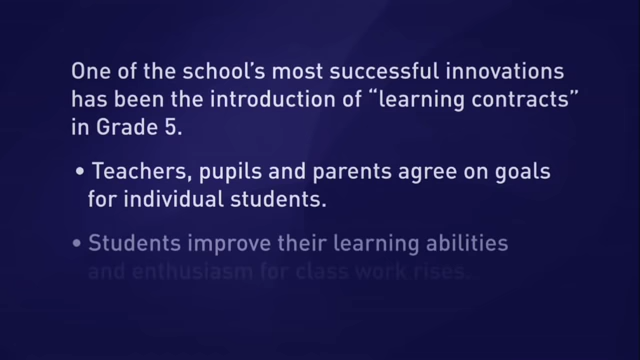 One of the school's most successful innovations
has been the introduction of “learning contracts”
in Grade 5.
• Teachers, pupils and parents agree on goals
for individual students.
• Students improve their learning abilities
and enthusiasm for class work rises.